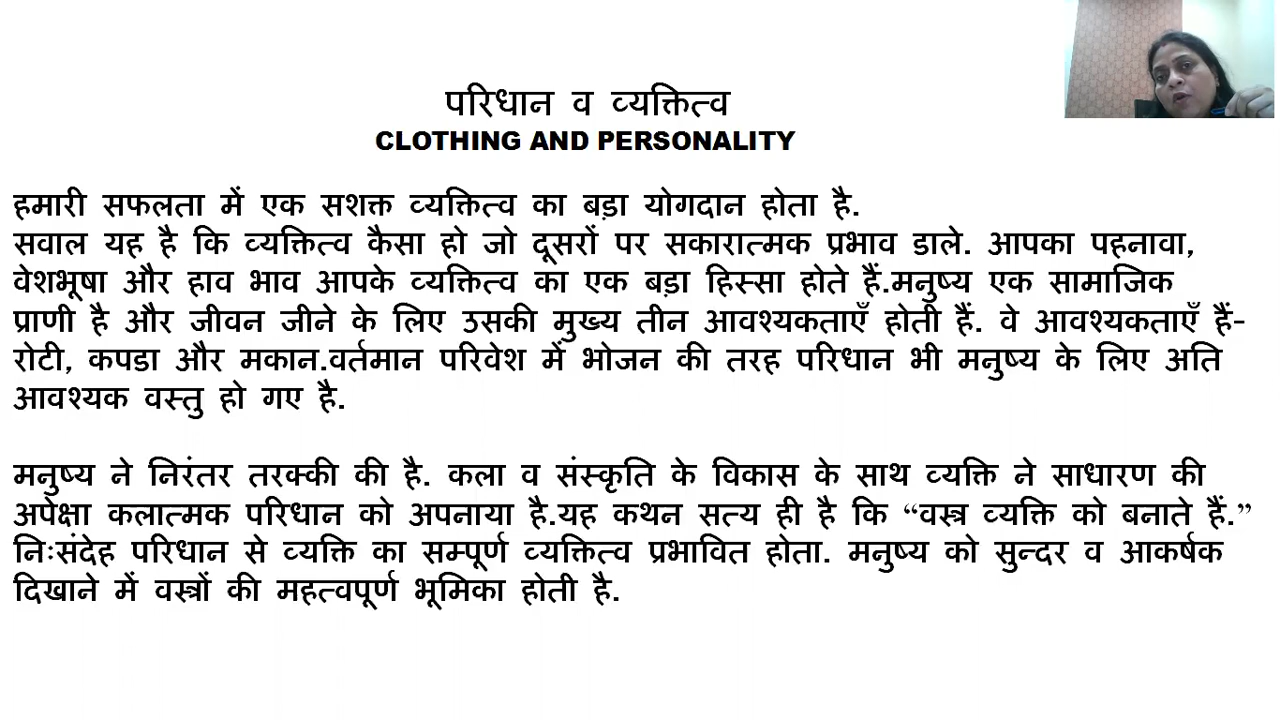 परिधान व व्यक्तित्व
CLOTHING AND PERSONALITY
हमारी सफलता में एक सशक्त व्यक्तित्व का बड़ा योगदान होता है.
सवाल यह है कि व्यक्तित्व कैसा हो जो दूसरों पर सकारात्मक प्रभाव डाले. आपका पहनावा,
वेशभूषा और हाव भाव आपके व्यक्तित्व का एक बड़ा हिस्सा होते हैं.मनुष्य एक सामाजिक
प्राणी है और जीवन जीने के लिए उसकी मुख्य तीन आवश्यकताएँ होती हैं. वे आवश्यकताएँ हैं-
रोटी, कपडा और मकान.वर्तमान परिवेश में भोजन की तरह परिधान भी मनुष्य के लिए अति
आवश्यक वस्तु हो गए है.
मनुष्य ने निरंतर तरक्की की है. कला व संस्कृति के विकास के साथ व्यक्ति ने साधारण की
अपेक्षा कलात्मक परिधान को अपनाया है.यह कथन सत्य ही है कि “वस्त्र व्यक्ति को बनाते हैं.”
निःसंदेह परिधान से व्यक्ति का सम्पूर्ण व्यक्तित्व प्रभावित होता. मनुष्य को सुन्दर व आकर्षक
दिखाने में वस्त्रों की महत्वपूर्ण भूमिका होती है.